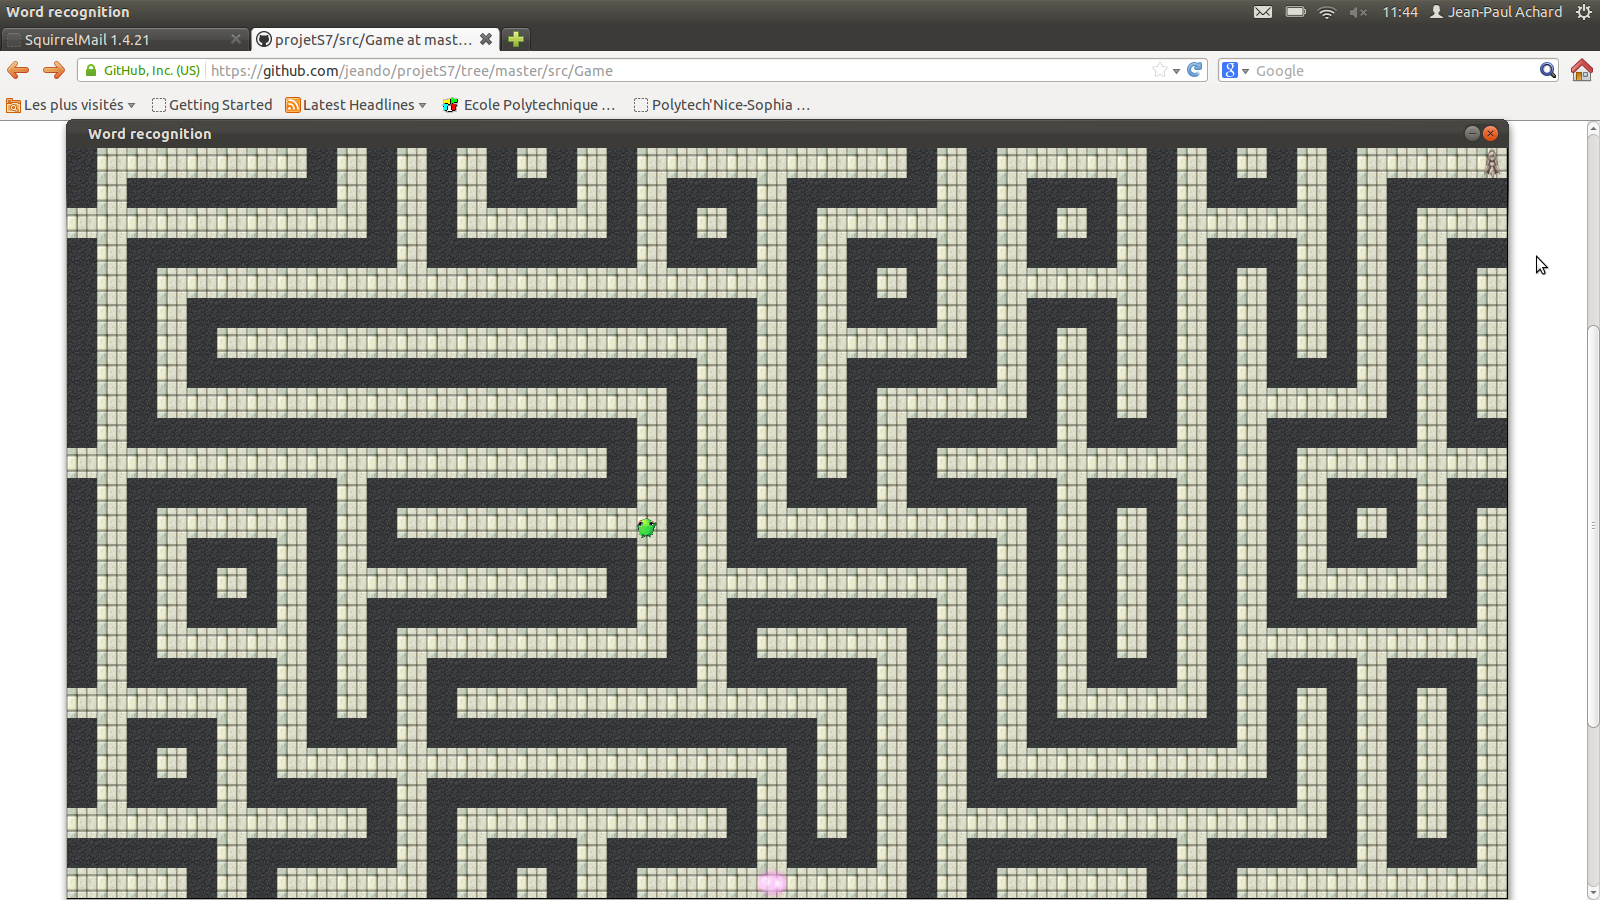 Word recognition
11:44 Jean-Paul Achard
SquirrelMail 1.4.21
projetS7/src/Game at mast...
GitHub, Inc. (US) https://github.com/jeando/projetS7/tree/master/src/Game
Google
Les plus visités Getting Started Latest Headlines Ecole Polytechnique ... Polytech'Nice-Sophia ...
Word recognition